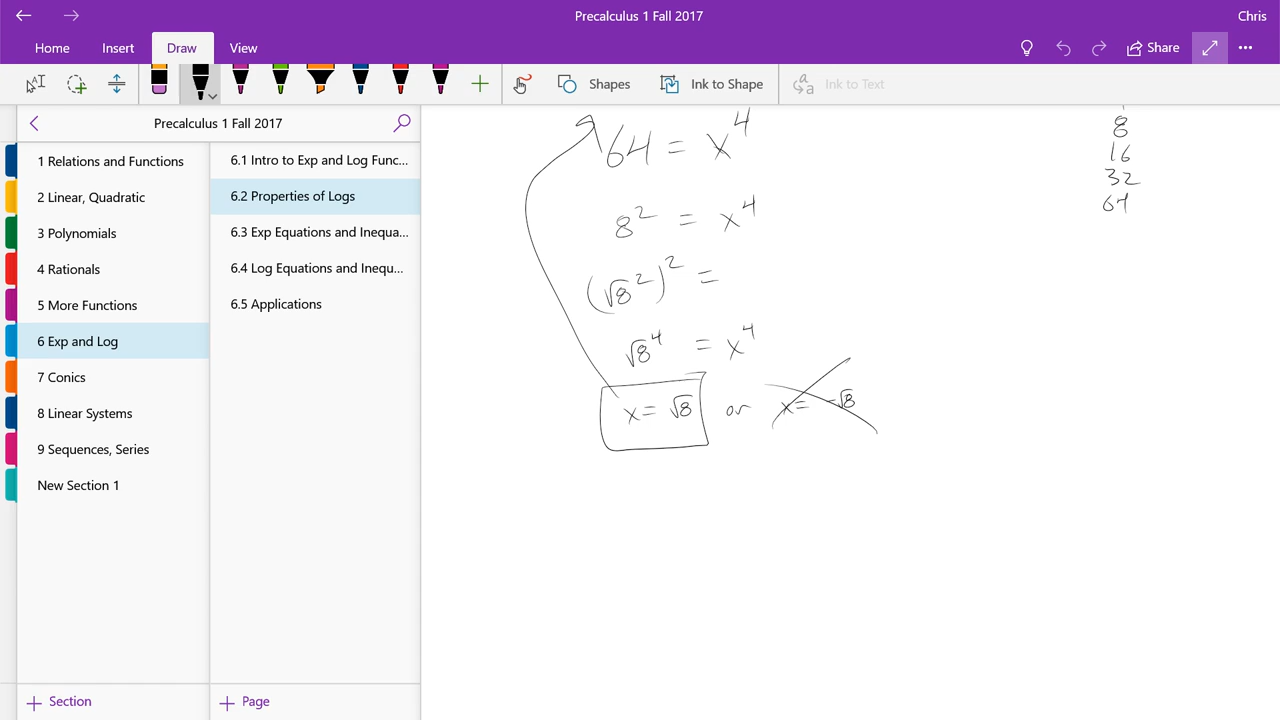 Precalculus 1 Fall 2017
Chris
Home Insert Draw View
Share
Shapes Ink to Shape Ink to Text
Precalculus 1 Fall 2017
1 Relations and Functions
2 Linear, Quadratic
3 Polynomials
4 Rationals
5 More Functions
6 Exp and Log
7 Conics
8 Linear Systems
9 Sequences, Series
New Section 1
Section
6.1 Intro to Exp and Log Func...
6.2 Properties of Logs
6.3 Exp Equations and Inequa...
6.4 Log Equations and Inequ...
6.5 Applications
Page
64 = x⁴
8² = x⁴
(√8²)² =
√8⁴ = x⁴
x = √8 or x = -√8
8
16
32
64